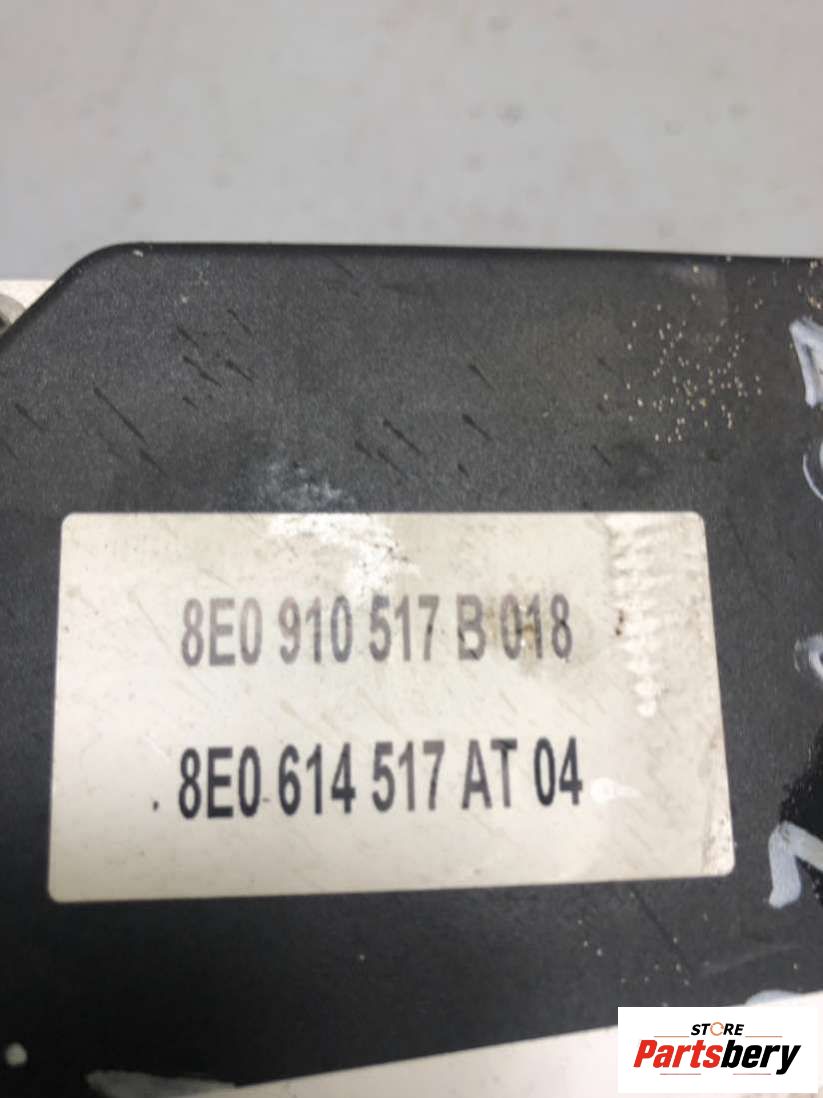 8E0 910 517 B 018
8E0 614 517 AT 04
STORE
Partsbery